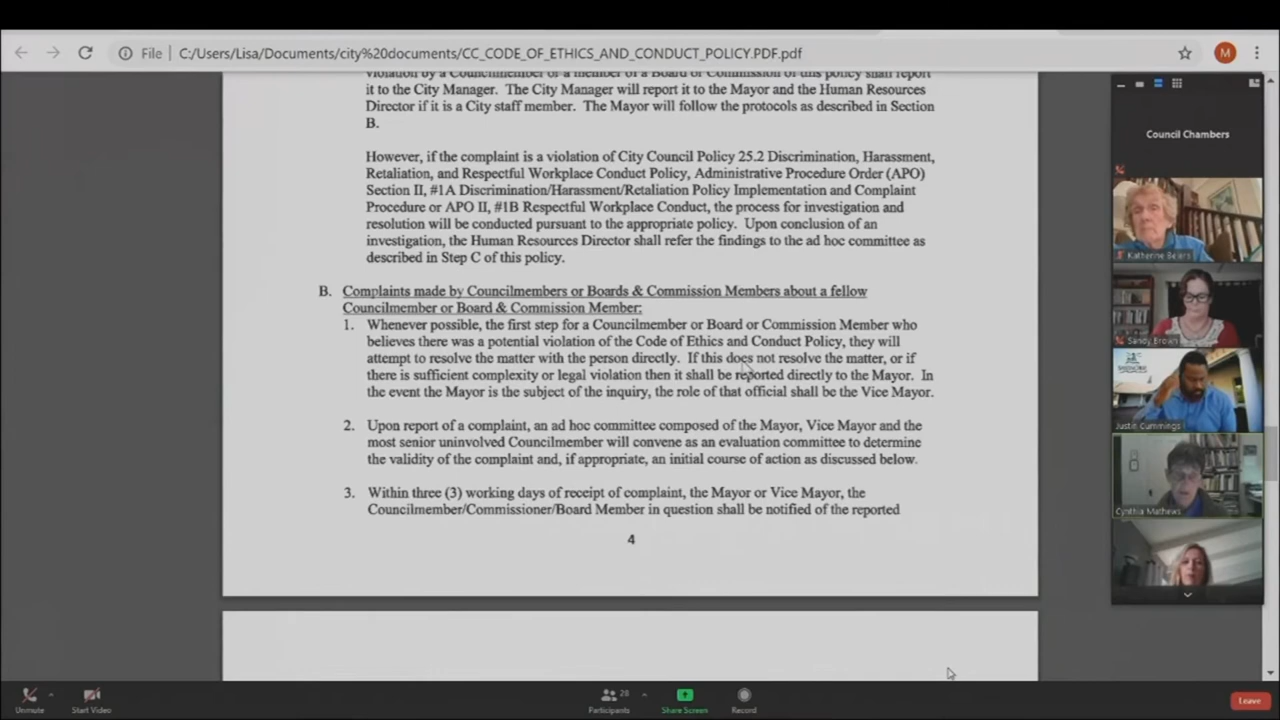 File
C:/Users/Lisa/Documents/city%20documents/CC_CODE_OF_ETHICS_AND_CONDUCT_POLICY.PDF.pdf
M
violation by a Councilmember or a member of a Board or Commission of this policy shall report
it to the City Manager. The City Manager will report it to the Mayor and the Human Resources
Director if it is a City staff member. The Mayor will follow the protocols as described in Section
B.
However, if the complaint is a violation of City Council Policy 25.2 Discrimination, Harassment,
Retaliation, and Respectful Workplace Conduct Policy, Administrative Procedure Order (APO)
Section II, #1A Discrimination/Harassment/Retaliation Policy Implementation and Complaint
Procedure or APO II, #1B Respectful Workplace Conduct, the process for investigation and
resolution will be conducted pursuant to the appropriate policy. Upon conclusion of an
investigation, the Human Resources Director shall refer the findings to the ad hoc committee as
described in Step C of this policy.
B. Complaints made by Councilmembers or Boards & Commission Members about a fellow
Councilmember or Board & Commission Member:
1. Whenever possible, the first step for a Councilmember or Board or Commission Member who
believes there was a potential violation of the Code of Ethics and Conduct Policy, they will
attempt to resolve the matter with the person directly. If this does not resolve the matter, or if
there is sufficient complexity or legal violation then it shall be reported directly to the Mayor. In
the event the Mayor is the subject of the inquiry, the role of that official shall be the Vice Mayor.
2. Upon report of a complaint, an ad hoc committee composed of the Mayor, Vice Mayor and the
most senior uninvolved Councilmember will convene as an evaluation committee to determine
the validity of the complaint and, if appropriate, an initial course of action as discussed below.
3. Within three (3) working days of receipt of complaint, the Mayor or Vice Mayor, the
Councilmember/Commissioner/Board Member in question shall be notified of the reported
4
Council Chambers
Katherine Beiers
Sandy Brown
Justin Cummings
Cynthia Mathews
Unmute
Start Video
28
Participants
Share Screen
Record
Leave